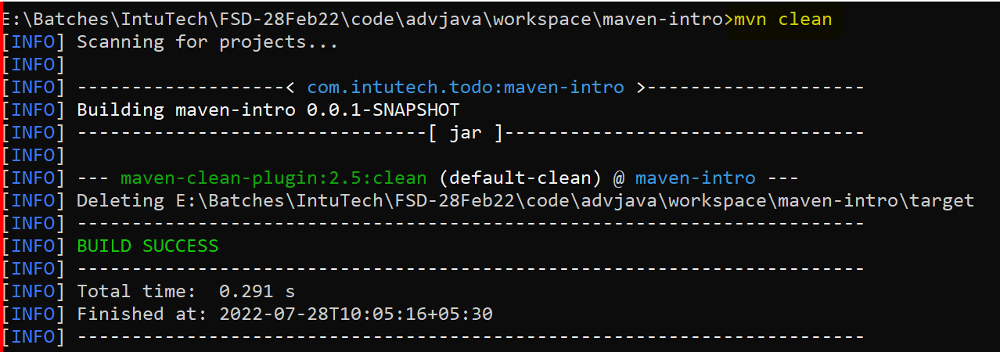 E:\Batches\IntuTech\FSD-28Feb22\code\advjava\workspace\maven-intro>mvn clean
[INFO] Scanning for projects...
[INFO]
[INFO] -------------------< com.intutech.todo:maven-intro >--------------------
[INFO] Building maven-intro 0.0.1-SNAPSHOT
[INFO] --------------------------------[ jar ]---------------------------------
[INFO]
[INFO] --- maven-clean-plugin:2.5:clean (default-clean) @ maven-intro ---
[INFO] Deleting E:\Batches\IntuTech\FSD-28Feb22\code\advjava\workspace\maven-intro\target
[INFO] ------------------------------------------------------------------------
[INFO] BUILD SUCCESS
[INFO] ------------------------------------------------------------------------
[INFO] Total time:  0.291 s
[INFO] Finished at: 2022-07-28T10:05:16+05:30
[INFO] ------------------------------------------------------------------------